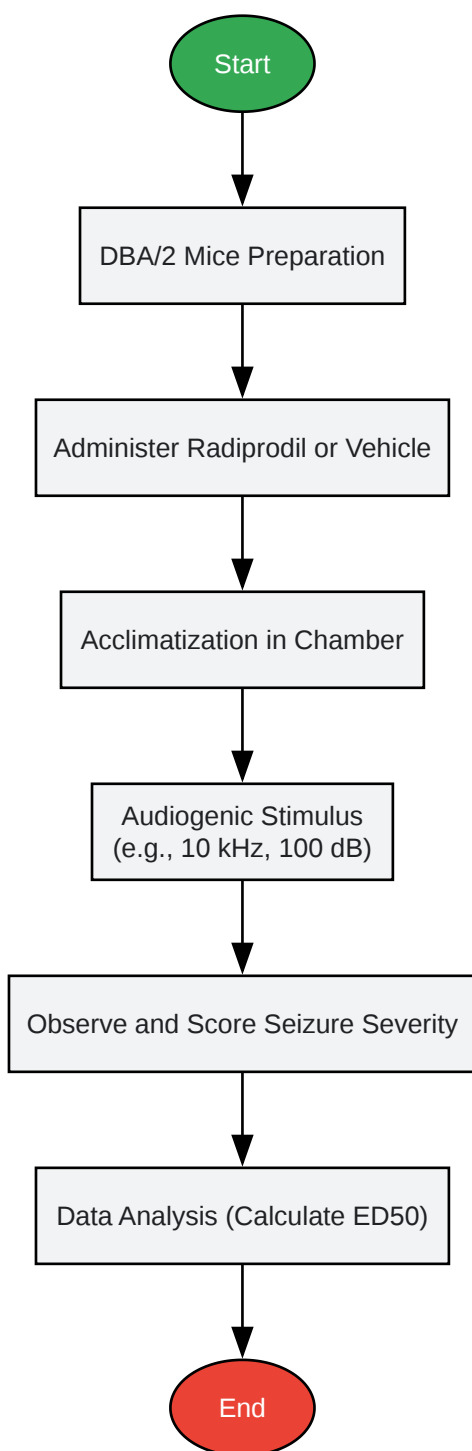 Start
DBA/2 Mice Preparation
Administer Radiprodil or Vehicle
Acclimatization in Chamber
Audiogenic Stimulus
(e.g., 10 kHz, 100 dB)
Observe and Score Seizure Severity
Data Analysis (Calculate ED50)
End